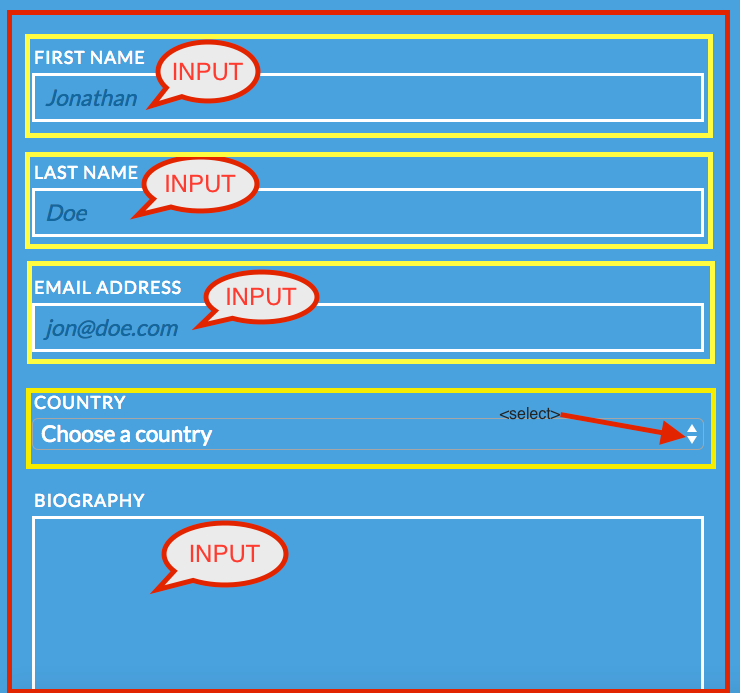 FIRST NAME
INPUT
Jonathan
LAST NAME
INPUT
Doe
EMAIL ADDRESS
INPUT
jon@doe.com
COUNTRY
<select>
Choose a country
BIOGRAPHY
INPUT